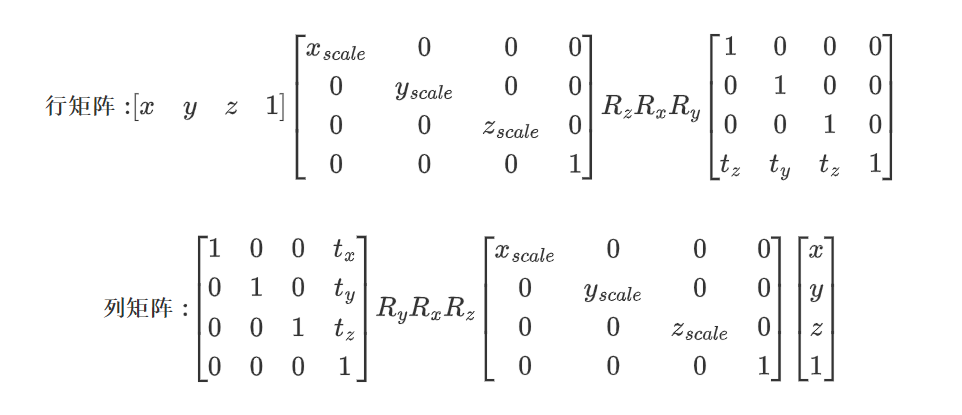 行矩阵 :[x y z 1] [x_scale 0 0 0; 0 y_scale 0 0; 0 0 z_scale 0; 0 0 0 1] R_z R_x R_y [1 0 0 0; 0 1 0 0; 0 0 1 0; t_z t_y t_z 1]
列矩阵 : [1 0 0 t_x; 0 1 0 t_y; 0 0 1 t_z; 0 0 0 1] R_y R_x R_z [x_scale 0 0 0; 0 y_scale 0 0; 0 0 z_scale 0; 0 0 0 1] [x; y; z; 1]